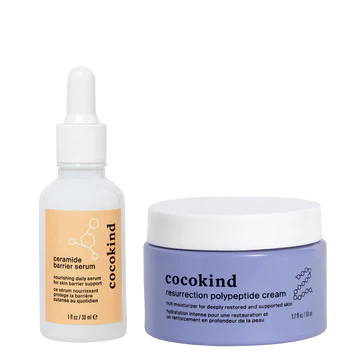 ceramide
barrier serum
nourishing daily serum
for skin barrier support
ce sérum nourrissant
protège la barrière
cutanée au quotidien
1 fl oz / 30 ml ℮
cocokind
cocokind
resurrection polypeptide cream
rich moisturizer for deeply restored and supported skin
hydratation intense pour une restauration et
un renforcement en profondeur de la peau
1.7 fl oz / 50 ml